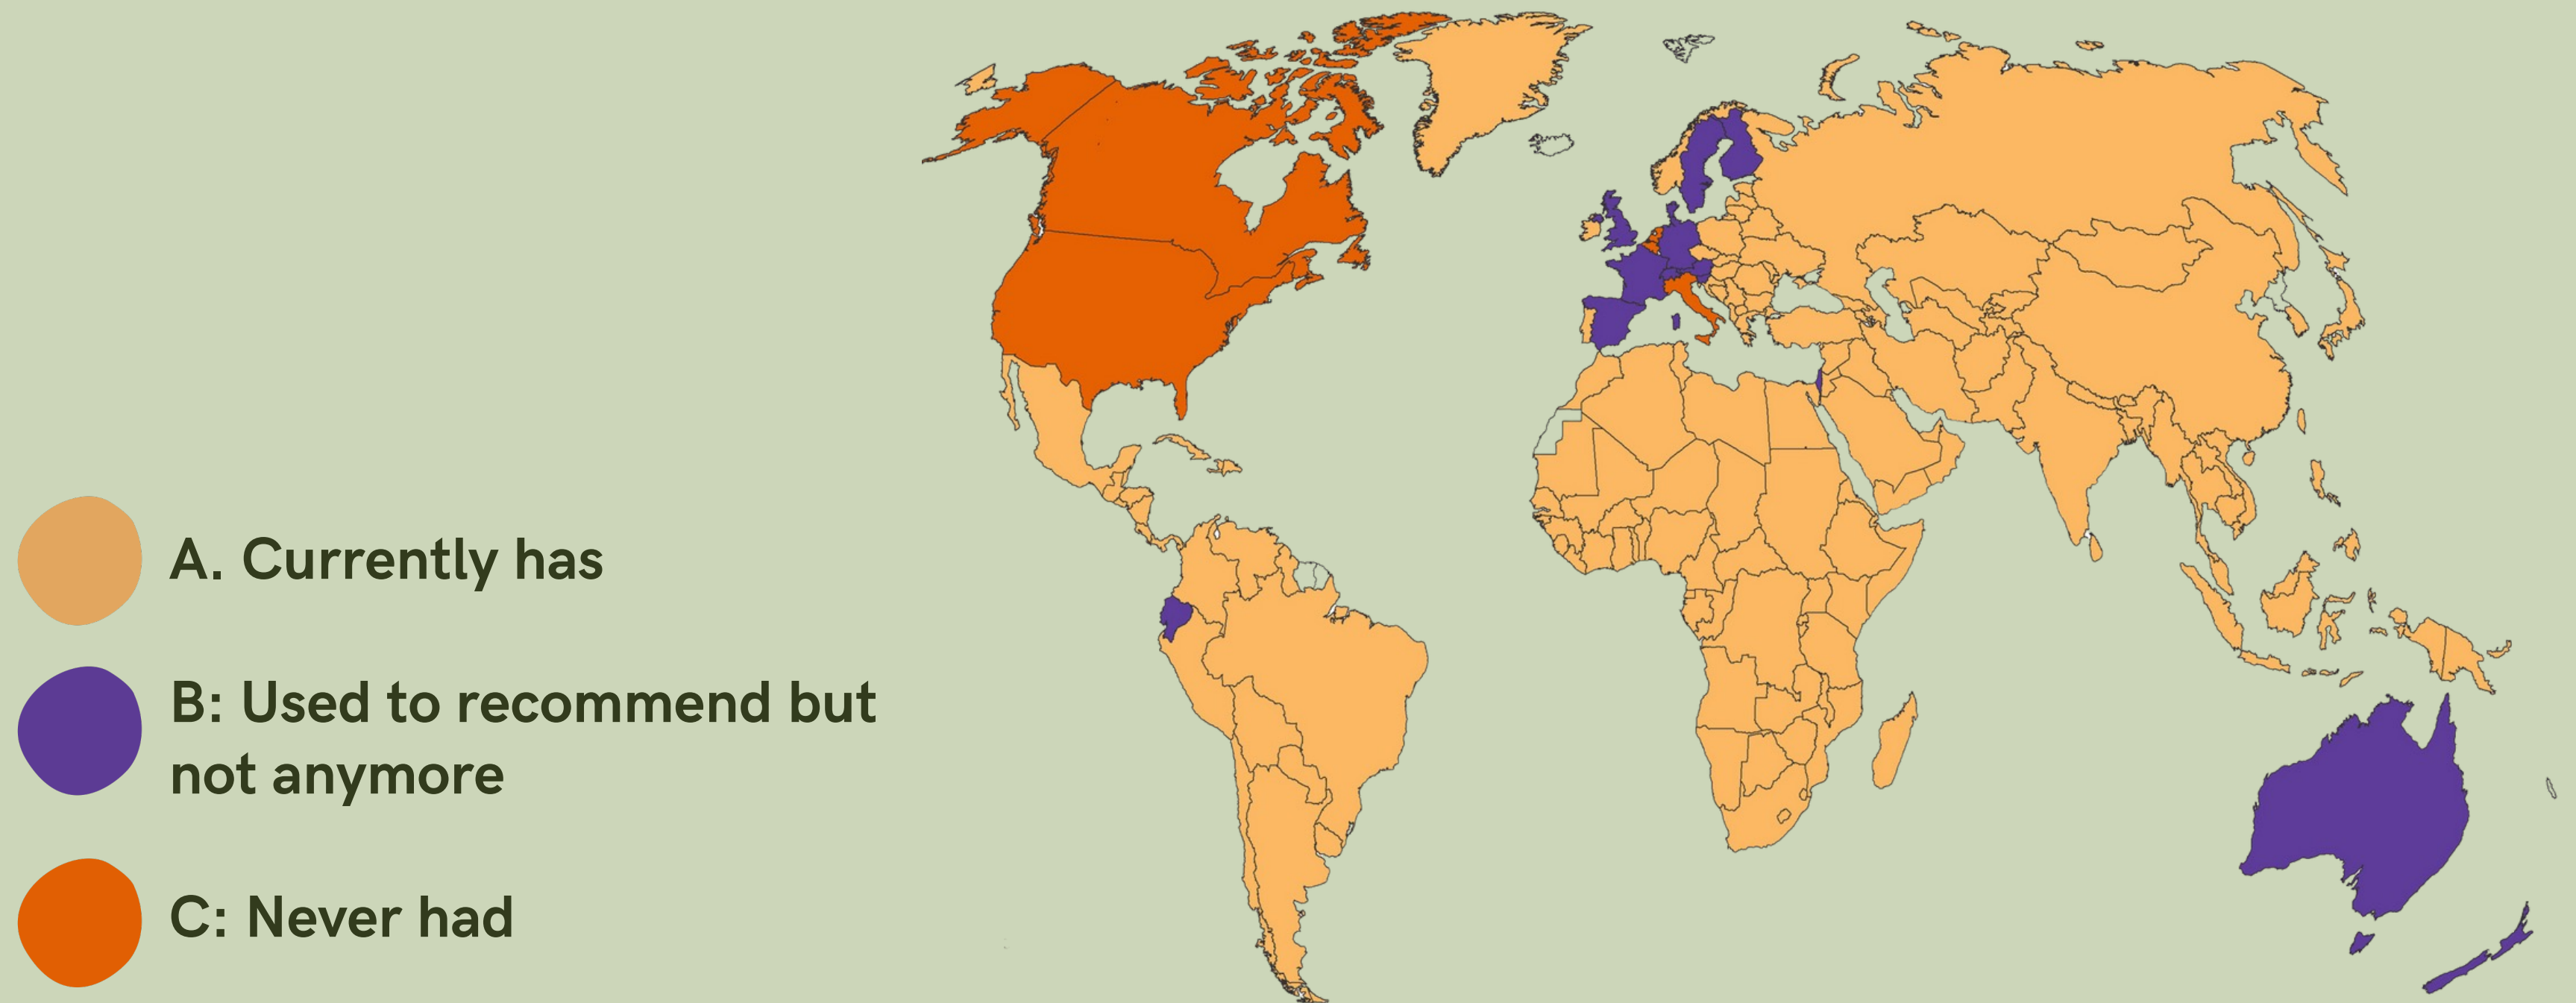 A. Currently has
B: Used to recommend but
not anymore
C: Never had